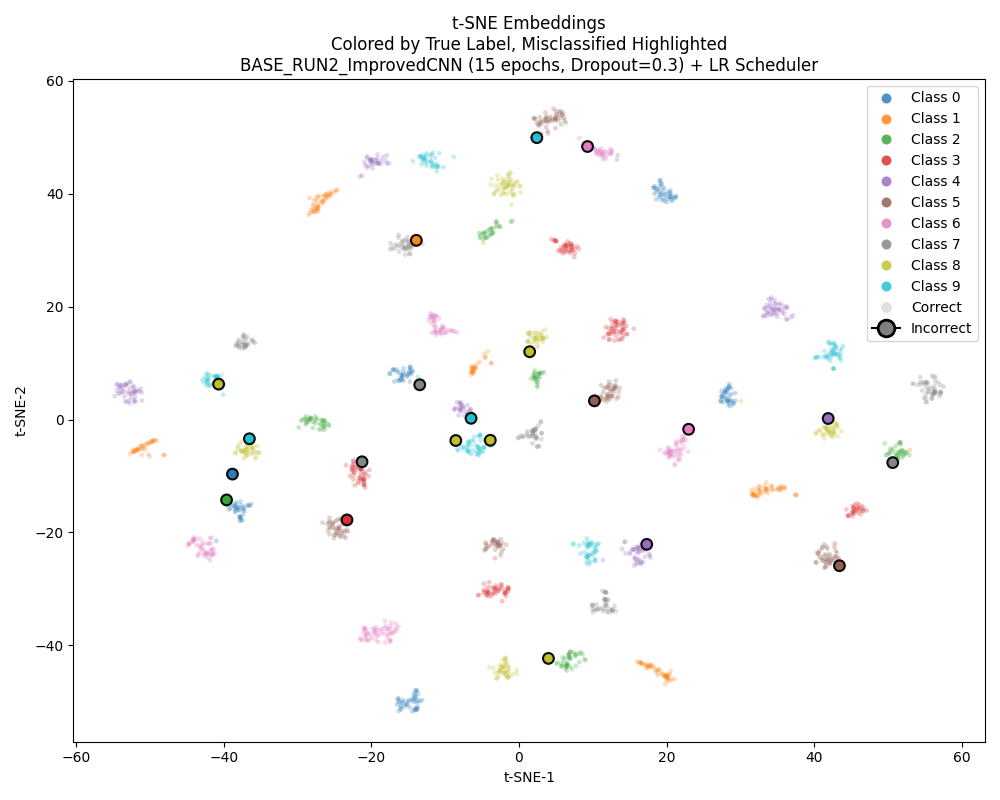 t-SNE Embeddings
Colored by True Label, Misclassified Highlighted
BASE_RUN2_ImprovedCNN (15 epochs, Dropout=0.3) + LR Scheduler
60
40
20
0
−20
−40
t-SNE-2
−60
−40
−20
0
20
40
60
t-SNE-1
Class 0
Class 1
Class 2
Class 3
Class 4
Class 5
Class 6
Class 7
Class 8
Class 9
Correct
Incorrect